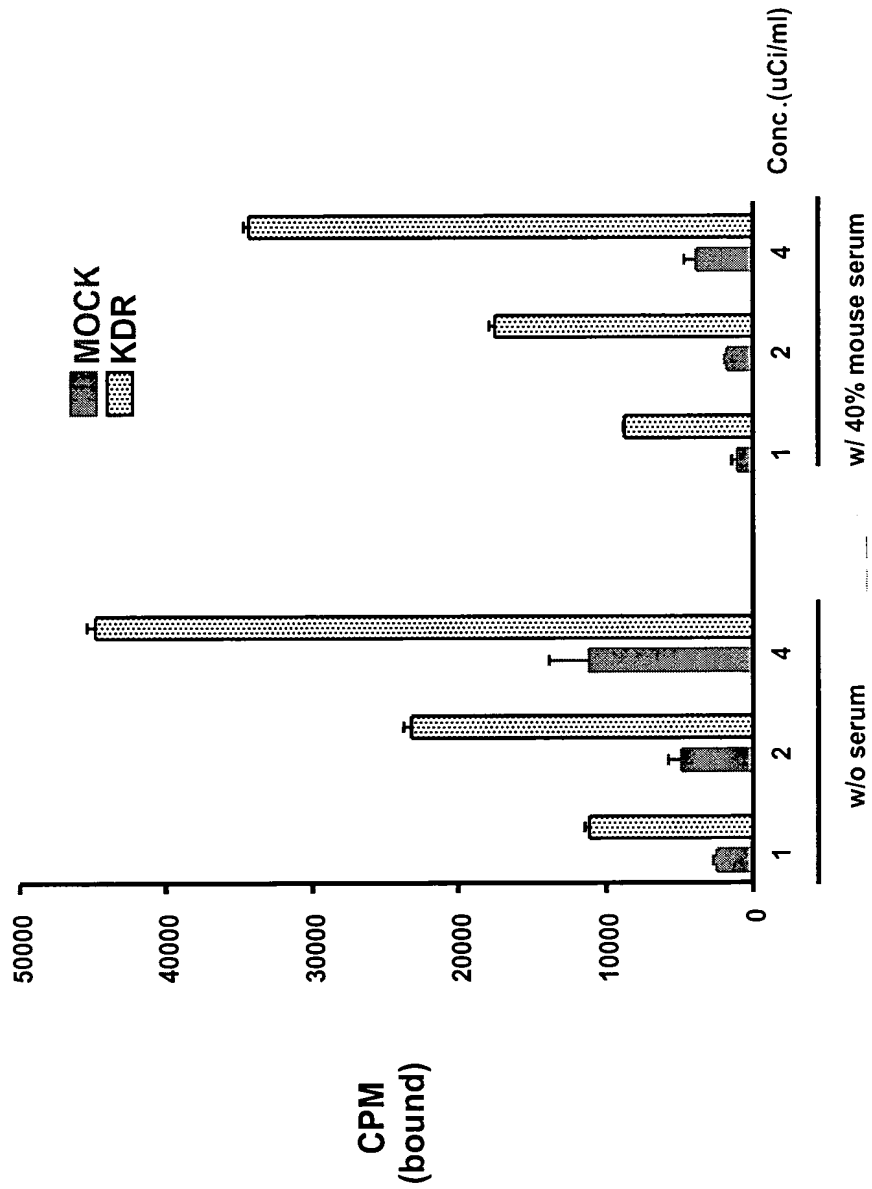 MOCK
KDR
CPM
(bound)
50000
40000
30000
20000
10000
0
1 2 4 1 2 4 Conc.(uCi/ml)
w/o serum w/ 40% mouse serum